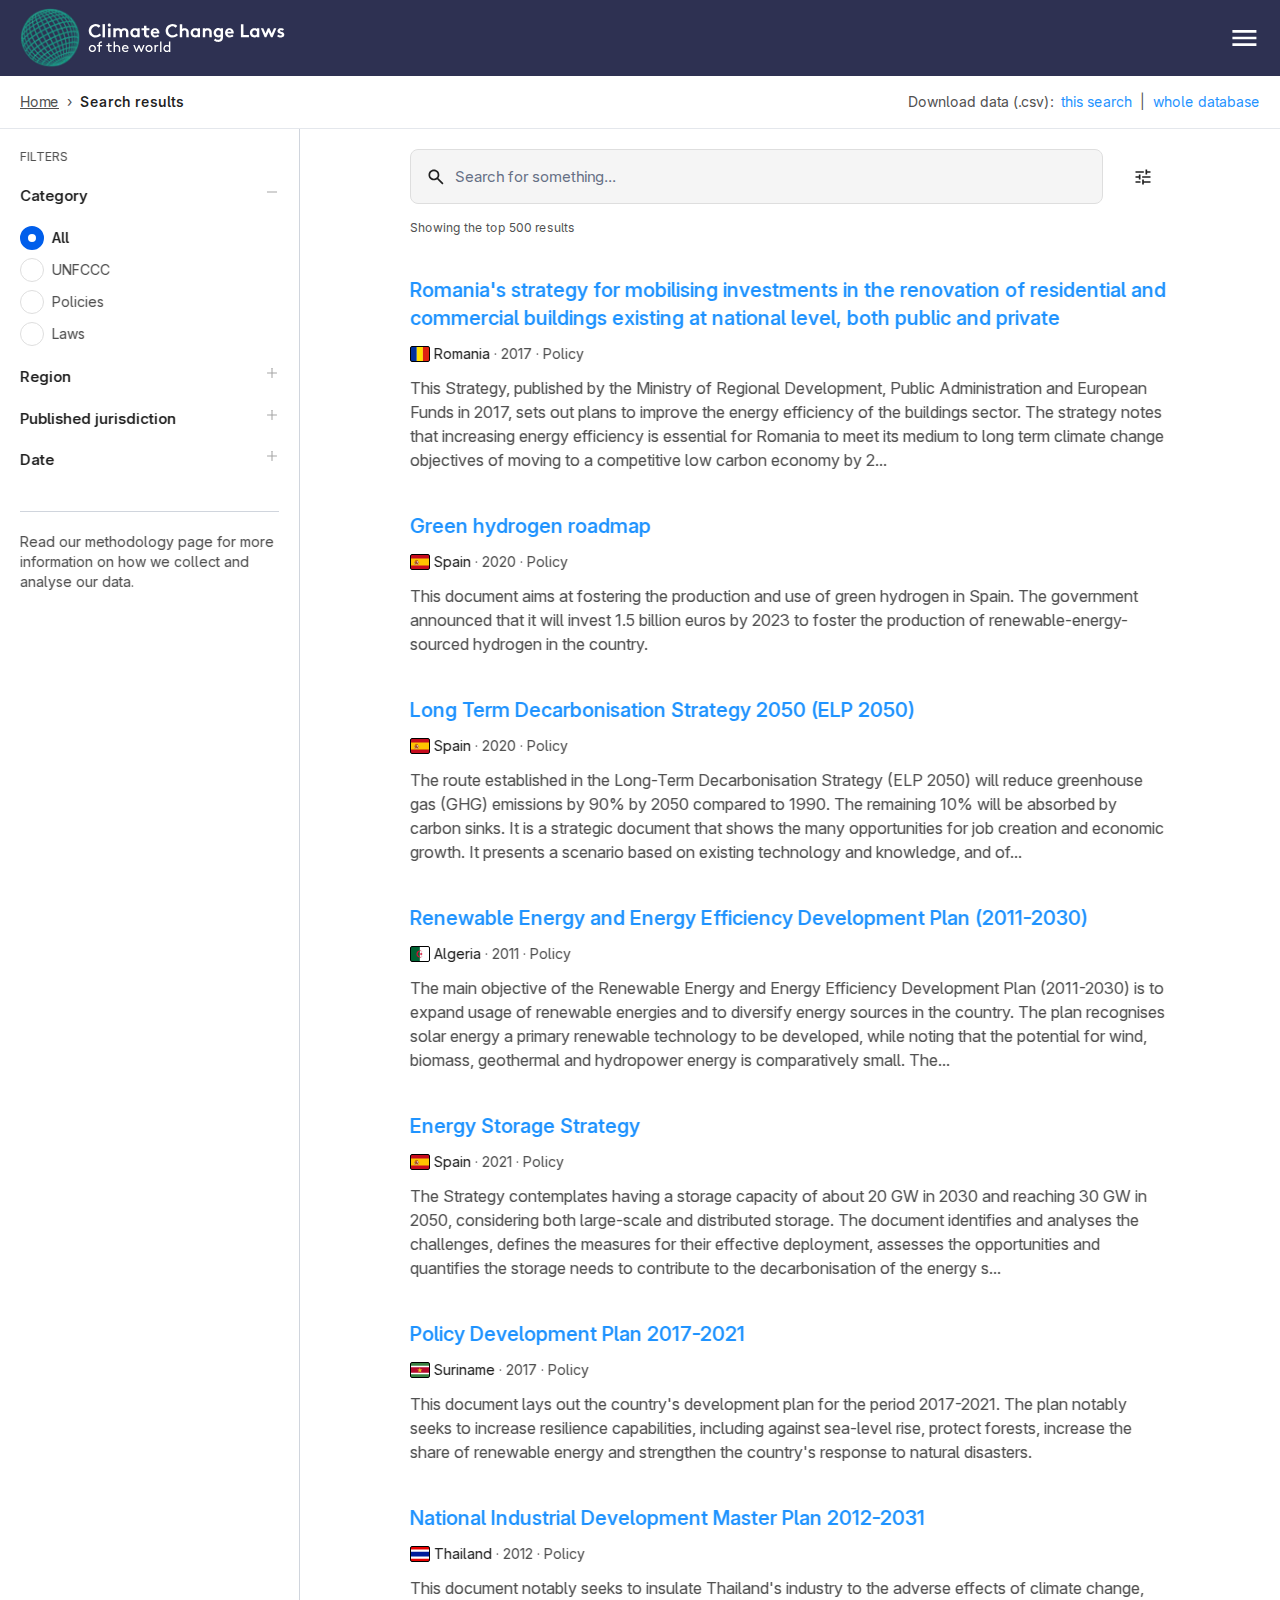 Climate Change Laws
of the world
Home › Search results
Download data (.csv): this search | whole database
FILTERS
Category
All
UNFCCC
Policies
Laws
Region
Published jurisdiction
Date
Read our methodology page for more
information on how we collect and
analyse our data.
Search for something...
Showing the top 500 results
Romania's strategy for mobilising investments in the renovation of residential and
commercial buildings existing at national level, both public and private
Romania · 2017 · Policy
This Strategy, published by the Ministry of Regional Development, Public Administration and European
Funds in 2017, sets out plans to improve the energy efficiency of the buildings sector. The strategy notes
that increasing energy efficiency is essential for Romania to meet its medium to long term climate change
objectives of moving to a competitive low carbon economy by 2...
Green hydrogen roadmap
Spain · 2020 · Policy
This document aims at fostering the production and use of green hydrogen in Spain. The government
announced that it will invest 1.5 billion euros by 2023 to foster the production of renewable-energy-
sourced hydrogen in the country.
Long Term Decarbonisation Strategy 2050 (ELP 2050)
Spain · 2020 · Policy
The route established in the Long-Term Decarbonisation Strategy (ELP 2050) will reduce greenhouse
gas (GHG) emissions by 90% by 2050 compared to 1990. The remaining 10% will be absorbed by
carbon sinks. It is a strategic document that shows the many opportunities for job creation and economic
growth. It presents a scenario based on existing technology and knowledge, and of...
Renewable Energy and Energy Efficiency Development Plan (2011-2030)
Algeria · 2011 · Policy
The main objective of the Renewable Energy and Energy Efficiency Development Plan (2011-2030) is to
expand usage of renewable energies and to diversify energy sources in the country. The plan recognises
solar energy a primary renewable technology to be developed, while noting that the potential for wind,
biomass, geothermal and hydropower energy is comparatively small. The...
Energy Storage Strategy
Spain · 2021 · Policy
The Strategy contemplates having a storage capacity of about 20 GW in 2030 and reaching 30 GW in
2050, considering both large-scale and distributed storage. The document identifies and analyses the
challenges, defines the measures for their effective deployment, assesses the opportunities and
quantifies the storage needs to contribute to the decarbonisation of the energy s...
Policy Development Plan 2017-2021
Suriname · 2017 · Policy
This document lays out the country's development plan for the period 2017-2021. The plan notably
seeks to increase resilience capabilities, including against sea-level rise, protect forests, increase the
share of renewable energy and strengthen the country's response to natural disasters.
National Industrial Development Master Plan 2012-2031
Thailand · 2012 · Policy
This document notably seeks to insulate Thailand's industry to the adverse effects of climate change,